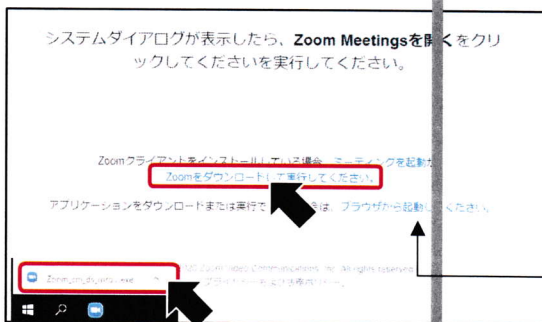 システムダイアログが表示したら、Zoom Meetingsを開くをクリ
ックしてくださいを実行してください。
Zoomクライアントをインストールしている場合、ミーティングを起動
Zoomをダウンロードして実行してください。
アプリケーションをダウンロードまたは実行で は、ブラウザから起動してください。
Zoom Video Communications, Inc. All rights reserved